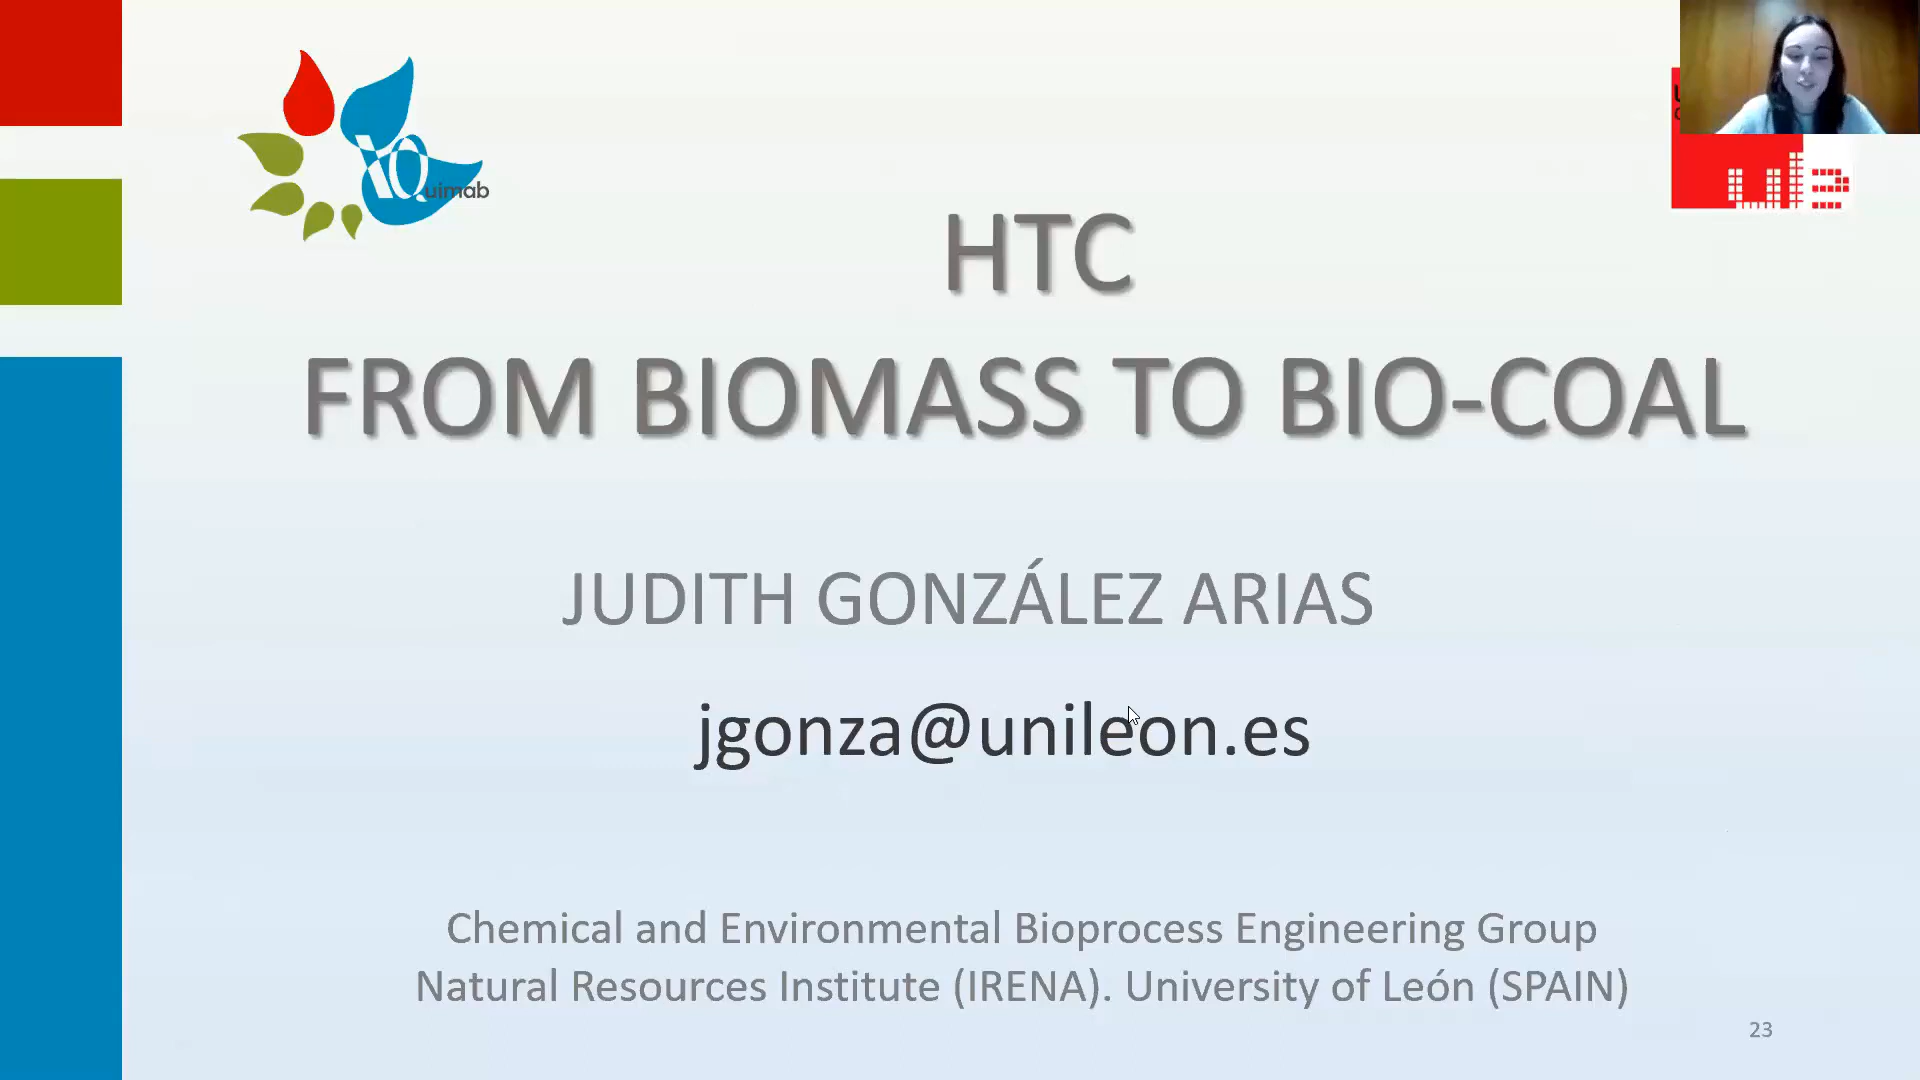 IQuimab
HTC
FROM BIOMASS TO BIO-COAL
JUDITH GONZÁLEZ ARIAS
jgonza@unileon.es
Chemical and Environmental Bioprocess Engineering Group
Natural Resources Institute (IRENA). University of León (SPAIN)
23